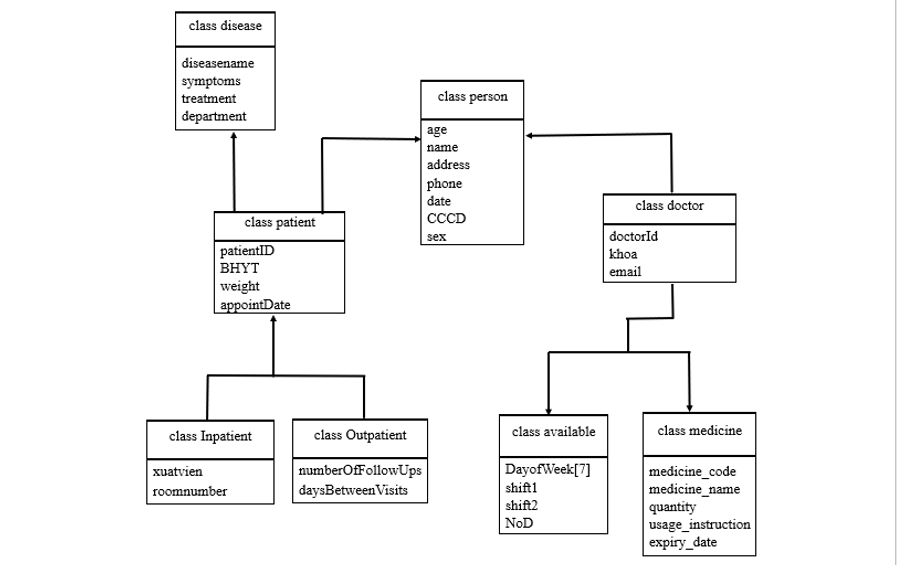 class disease
diseasename
symptoms
treatment
department
class person
age
name
address
phone
date
CCCD
sex
class patient
patientID
BHYT
weight
appointDate
class doctor
doctorId
khoa
email
class Inpatient
xuatvien
roomnumber
class Outpatient
numberOfFollowUps
daysBetweenVisits
class available
DayofWeek[7]
shift1
shift2
NoD
class medicine
medicine_code
medicine_name
quantity
usage_instruction
expiry_date